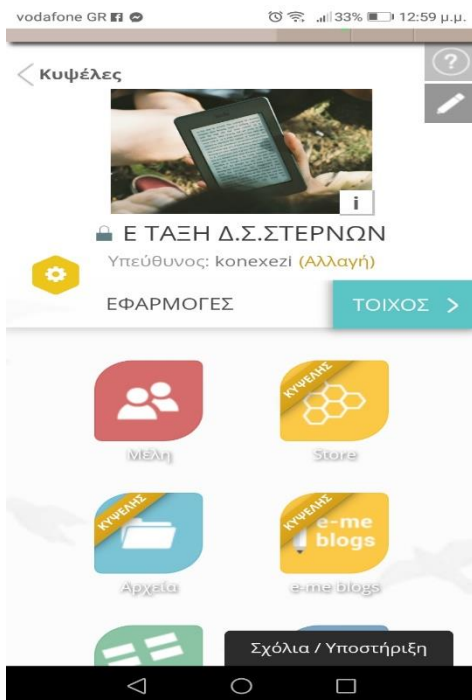 vodafone GR 33% 12:59 μ.μ.
?
Κυψέλες
i
Ε ΤΑΞΗ Δ.Σ.ΣΤΕΡΝΩΝ
Υπεύθυνος: konexezi (Αλλαγή)
ΕΦΑΡΜΟΓΕΣ ΤΟΙΧΟΣ >
ΚΥΨΕΛΗΣ
Μέλη Store
ΚΥΨΕΛΗΣ ΚΥΨΕΛΗΣ
e-me
blogs
Αρχεία e-me blogs
Σχόλια / Υποστήριξη